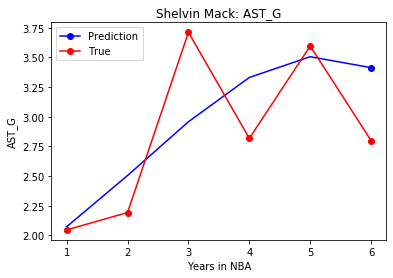 Shelvin Mack: AST_G
Prediction
True
3.75
3.50
3.25
3.00
2.75
2.50
2.25
2.00
AST_G
1 2 3 4 5 6
Years in NBA